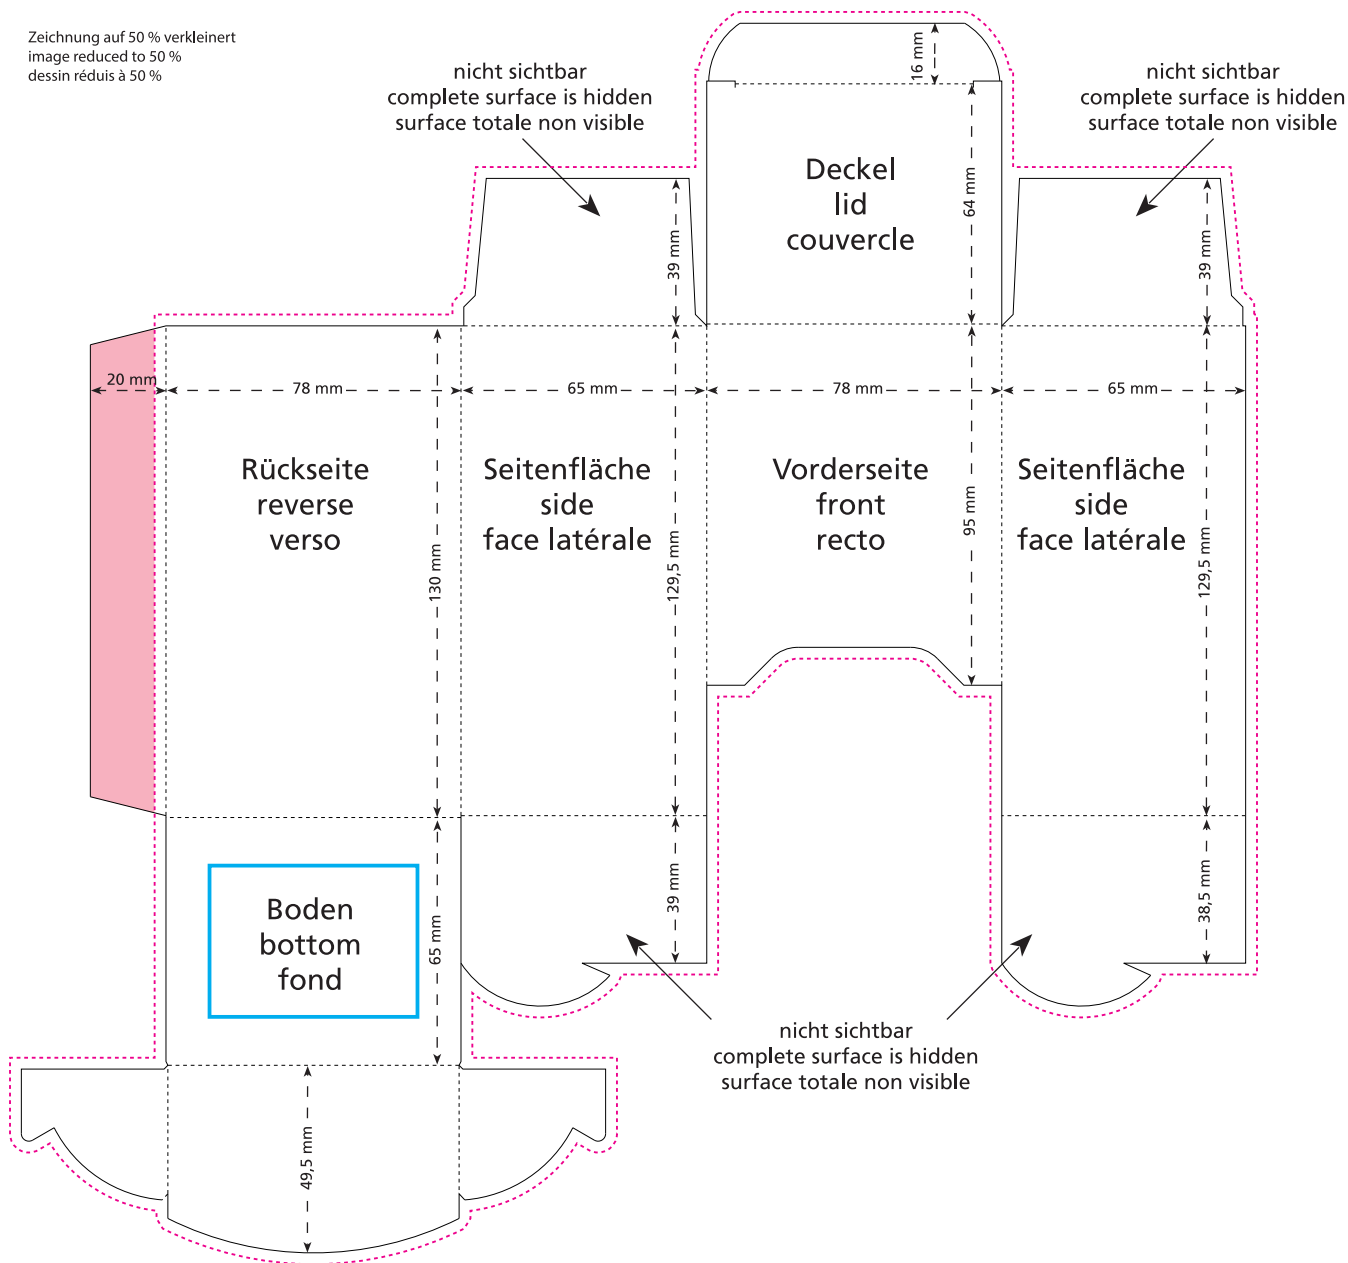 Zeichnung auf 50 % verkleinert
image reduced to 50 %
dessin réduis à 50 %
nicht sichtbar
complete surface is hidden
surface totale non visible
16 mm
nicht sichtbar
complete surface is hidden
surface totale non visible
Deckel
lid
couvercle
39 mm
64 mm
39 mm
20 mm
78 mm
65 mm
78 mm
65 mm
Rückseite
reverse
verso
130 mm
Seitenfläche
side
face latérale
129,5 mm
Vorderseite
front
recto
95 mm
Seitenfläche
side
face latérale
129,5 mm
Boden
bottom
fond
65 mm
39 mm
38,5 mm
nicht sichtbar
complete surface is hidden
surface totale non visible
49,5 mm